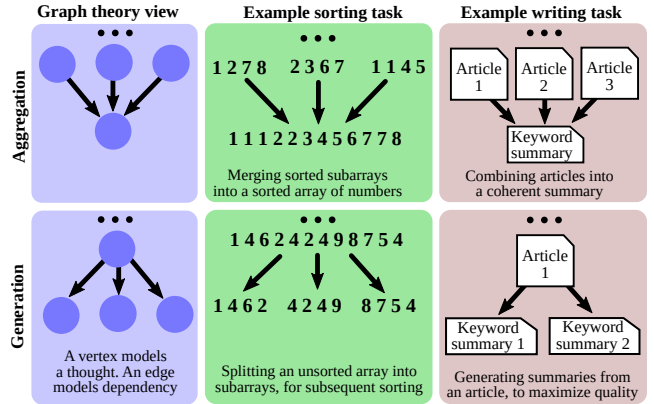 Graph theory view
Example sorting task
Example writing task
Aggregation
• • •
• • •
1 2 7 8 2 3 6 7 1 1 4 5
1 1 1 2 2 3 4 5 6 7 7 8
Merging sorted subarrays
into a sorted array of numbers
• • •
Article
1
Article
2
Article
3
Keyword
summary
Combining articles into
a coherent summary
Generation
• • •
A vertex models
a thought. An edge
models dependency
• • •
1 4 6 2 4 2 4 9 8 7 5 4
1 4 6 2 4 2 4 9 8 7 5 4
Splitting an unsorted array into
subarrays, for subsequent sorting
• • •
Article
1
Keyword
summary 1
Keyword
summary 2
Generating summaries from
an article, to maximize quality